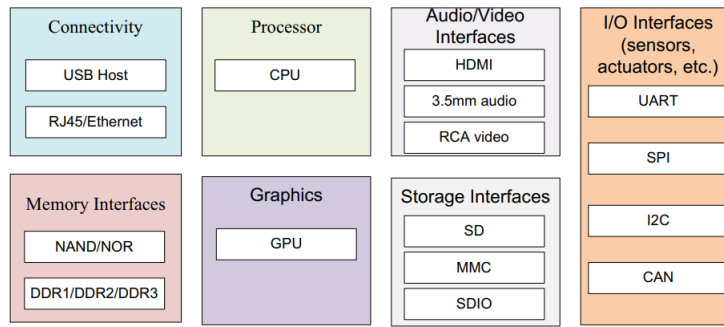 Connectivity
USB Host
RJ45/Ethernet
Processor
CPU
Audio/Video
Interfaces
HDMI
3.5mm audio
RCA video
I/O Interfaces
(sensors,
actuators, etc.)
UART
SPI
I2C
CAN
Memory Interfaces
NAND/NOR
DDR1/DDR2/DDR3
Graphics
GPU
Storage Interfaces
SD
MMC
SDIO